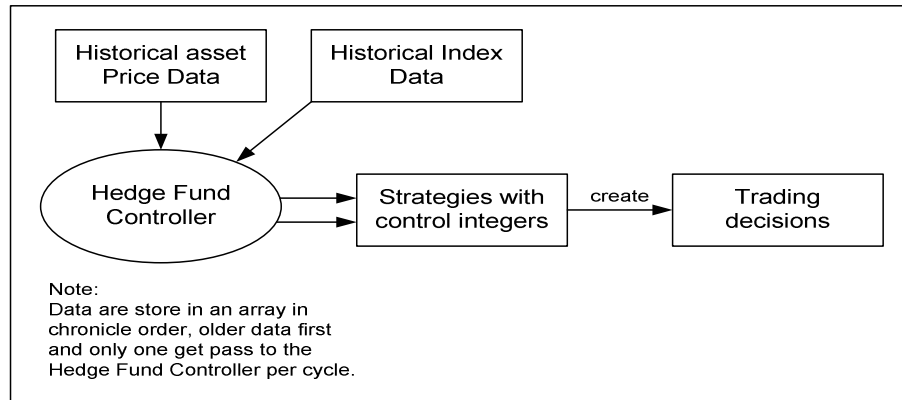 Historical asset
Price Data
Historical Index
Data
Hedge Fund
Controller
Strategies with
control integers
create
Trading
decisions
Note:
Data are store in an array in
chronicle order, older data first
and only one get pass to the
Hedge Fund Controller per cycle.